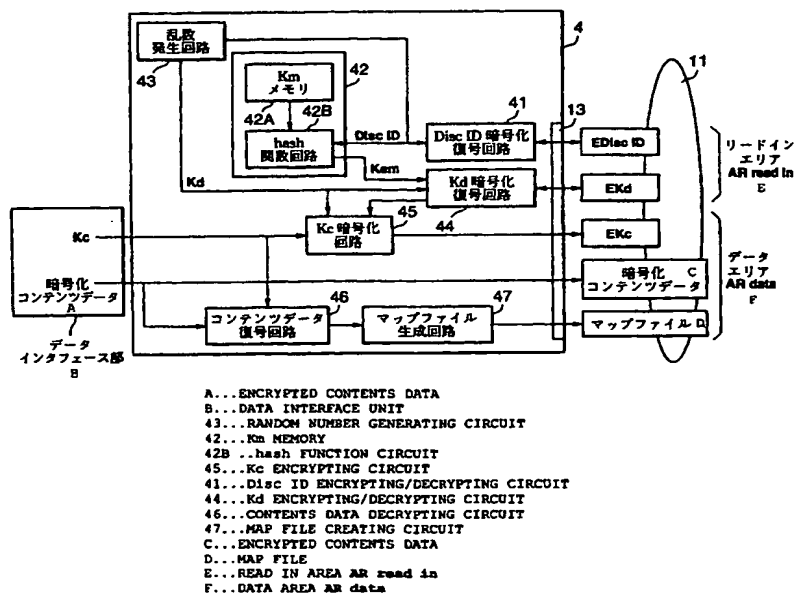 乱数
発生回路
43
Km
メモリ
42A
42B
42
hash
関数回路
Disc ID
Kem
Kd
41
Disc ID 暗号化
復号回路
Kd 暗号化
復号回路
44
Kc 暗号化
回路
45
4
13
11
EDisc ID
EKd
EKc
暗号化 C
コンテンツデータ
マップファイル D
リードイン
エリア
AR read in
E
データ
エリア
AR data
F
Kc
暗号化
コンテンツデータ
A
データ
インタフェース部
B
46
コンテンツデータ
復号回路
47
マップファイル
生成回路
A...ENCRYPTED CONTENTS DATA
B...DATA INTERFACE UNIT
43...RANDOM NUMBER GENERATING CIRCUIT
42...Km MEMORY
42B ..hash FUNCTION CIRCUIT
45...Kc ENCRYPTING CIRCUIT
41...Disc ID ENCRYPTING/DECRYPTING CIRCUIT
44...Kd ENCRYPTING/DECRYPTING CIRCUIT
46...CONTENTS DATA DECRYPTING CIRCUIT
47...MAP FILE CREATING CIRCUIT
C...ENCRYPTED CONTENTS DATA
D...MAP FILE
E...READ IN AREA AR read in
F...DATA AREA AR data